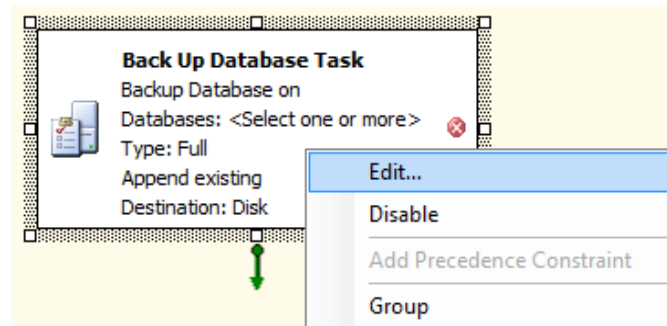 Back Up Database Task
Backup Database on
Databases: <Select one or more>
Type: Full
Append existing
Destination: Disk
Edit...
Disable
Add Precedence Constraint
Group